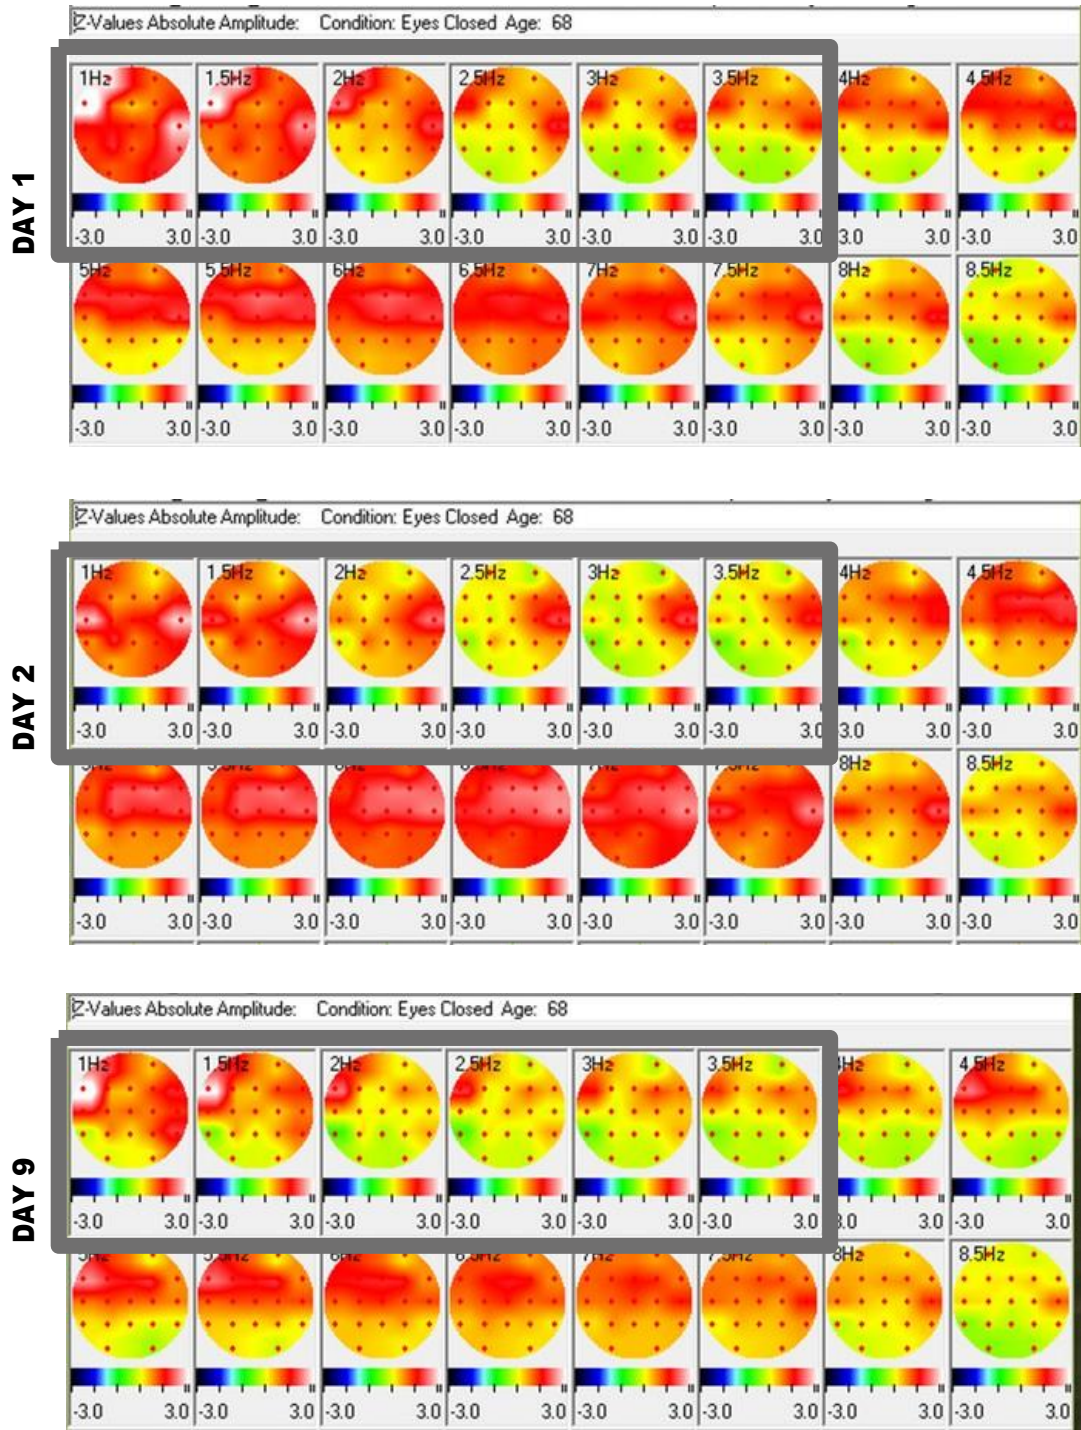 DAY 1
Z-Values Absolute Amplitude: Condition: Eyes Closed Age: 68
1Hz 1.5Hz 2Hz 2.5Hz 3Hz 3.5Hz 4Hz 4.5Hz
-3.0 3.0 -3.0 3.0 -3.0 3.0 -3.0 3.0 -3.0 3.0 -3.0 3.0 3.0 3.0 -3.0 3.0
5Hz 5.5Hz 6Hz 6.5Hz 7Hz 7.5Hz 8Hz 8.5Hz
-3.0 3.0 -3.0 3.0 -3.0 3.0 -3.0 3.0 -3.0 3.0 -3.0 3.0 -3.0 3.0 -3.0 3.0
DAY 2
Z-Values Absolute Amplitude: Condition: Eyes Closed Age: 68
1Hz 1.5Hz 2Hz 2.5Hz 3Hz 3.5Hz 4Hz 4.5Hz
-3.0 3.0 -3.0 3.0 -3.0 3.0 -3.0 3.0 -3.0 3.0 -3.0 3.0 3.0 3.0 -3.0 3.0
8Hz 8.5Hz
-3.0 3.0 -3.0 3.0 -3.0 3.0 -3.0 3.0 -3.0 3.0 -3.0 3.0 -3.0 3.0 -3.0 3.0
DAY 9
Z-Values Absolute Amplitude: Condition: Eyes Closed Age: 68
1Hz 1.5Hz 2Hz 2.5Hz 3Hz 3.5Hz 4Hz 4.5Hz
-3.0 3.0 -3.0 3.0 -3.0 3.0 -3.0 3.0 -3.0 3.0 -3.0 3.0 3.0 3.0 -3.0 3.0
5Hz 5.5Hz 6Hz 6.5Hz 7Hz 7.5Hz 8Hz 8.5Hz
-3.0 3.0 -3.0 3.0 -3.0 3.0 -3.0 3.0 -3.0 3.0 -3.0 3.0 -3.0 3.0 -3.0 3.0